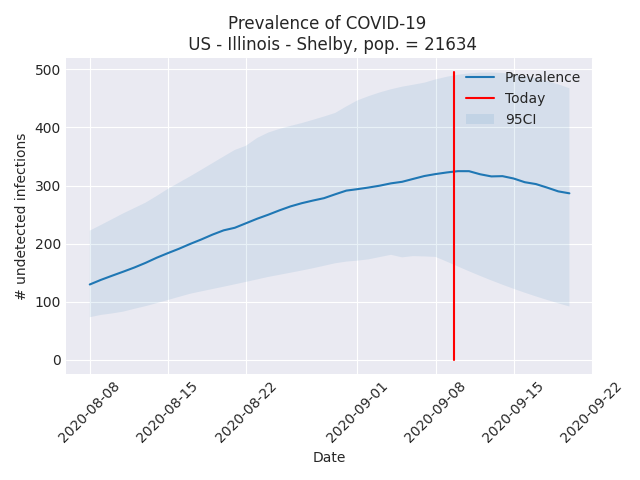 Prevalence of COVID-19
US - Illinois - Shelby, pop. = 21634
Prevalence
Today
95CI
500
400
300
200
100
0
# undetected infections
2020-08-08
2020-08-15
2020-08-22
2020-09-01
2020-09-08
2020-09-15
2020-09-22
Date